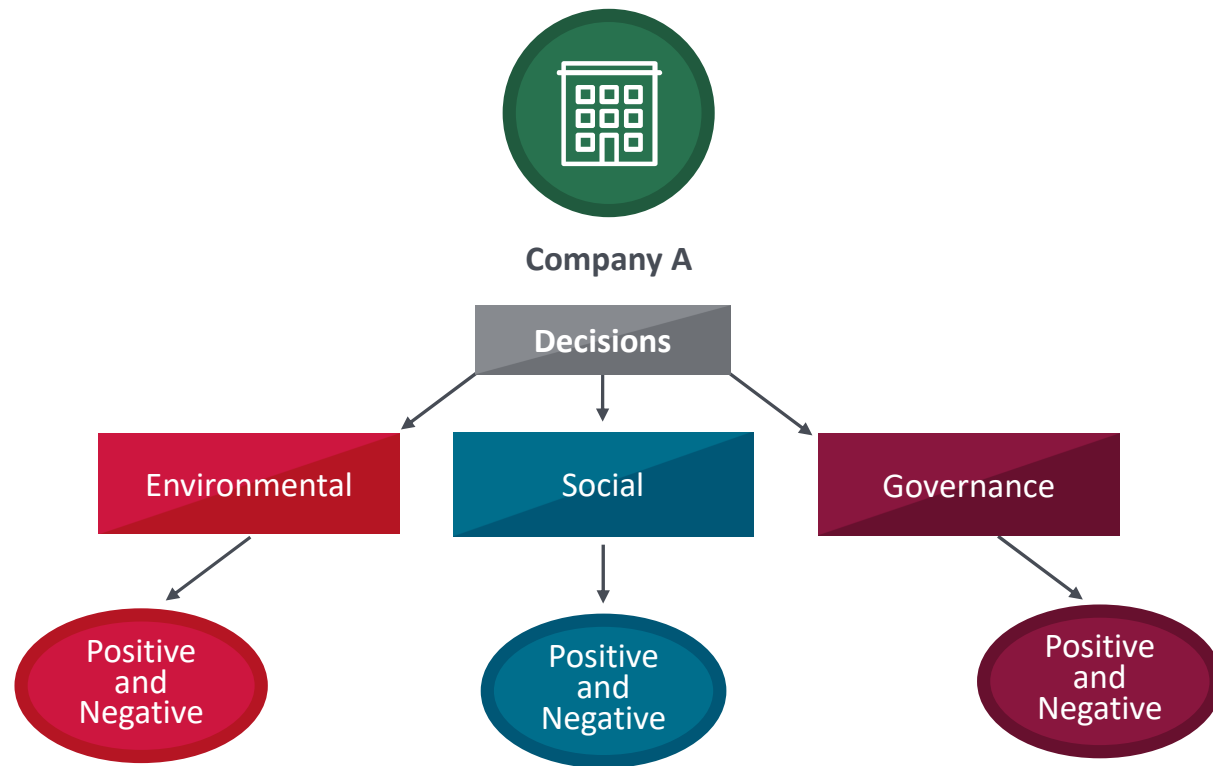 Company A
Decisions
Environmental
Social
Governance
Positive
and
Negative
Positive
and
Negative
Positive
and
Negative